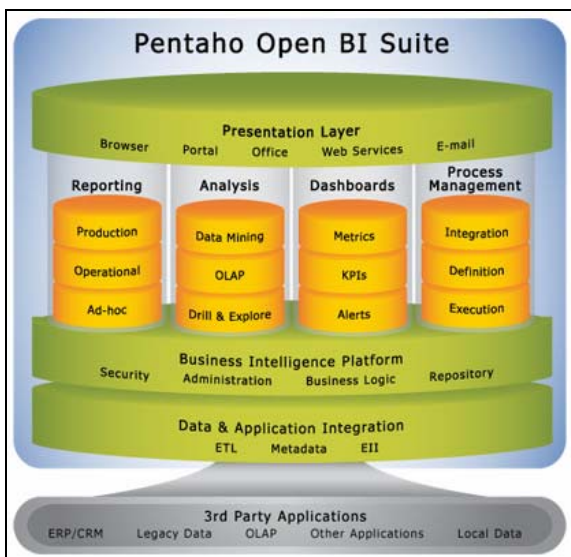 Pentaho Open BI Suite
Presentation Layer
Browser Portal Office Web Services E-mail
Reporting Analysis Dashboards Process Management
Production Data Mining Metrics Integration
Operational OLAP KPIs Definition
Ad-hoc Drill & Explore Alerts Execution
Business Intelligence Platform
Security Administration Business Logic Repository
Data & Application Integration
ETL Metadata EII
3rd Party Applications
ERP/CRM Legacy Data OLAP Other Applications Local Data